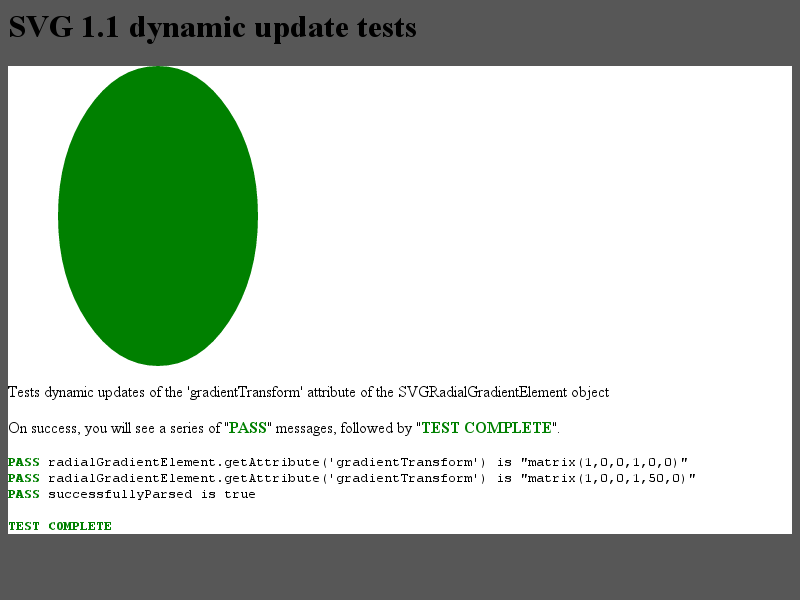 SVG 1.1 dynamic update tests
Tests dynamic updates of the 'gradientTransform' attribute of the SVGRadialGradientElement object
On success, you will see a series of "PASS" messages, followed by "TEST COMPLETE".
PASS radialGradientElement.getAttribute('gradientTransform') is "matrix(1,0,0,1,0,0)"
PASS radialGradientElement.getAttribute('gradientTransform') is "matrix(1,0,0,1,50,0)"
PASS successfullyParsed is true
TEST COMPLETE